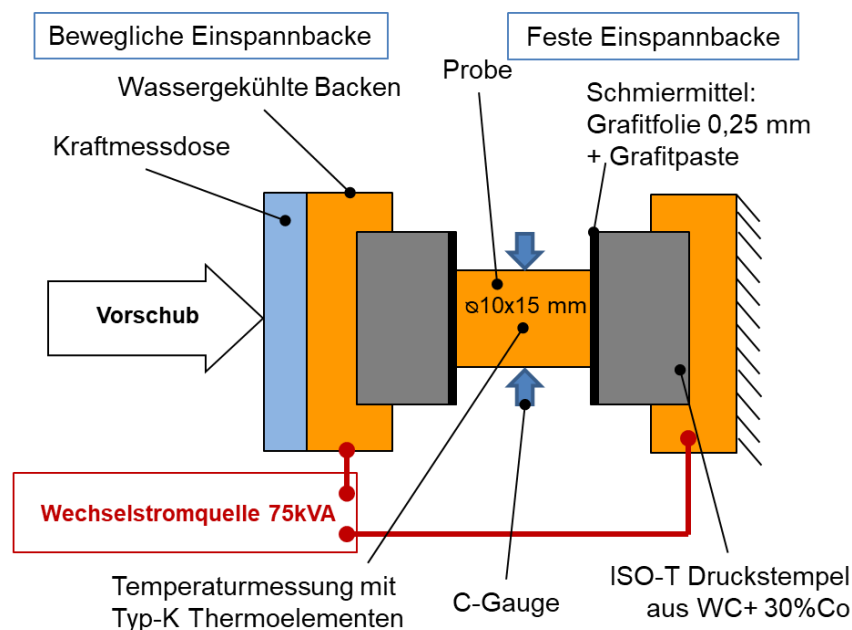 Bewegliche Einspannbacke
Feste Einspannbacke
Probe
Wassergekühlte Backen
Schmiermittel:
Grafitfolie 0,25 mm
+ Grafitpaste
Kraftmessdose
Vorschub
⌀10x15 mm
Wechselstromquelle 75kVA
Temperaturmessung mit
Typ-K Thermoelementen
C-Gauge
ISO-T Druckstempel
aus WC+ 30%Co